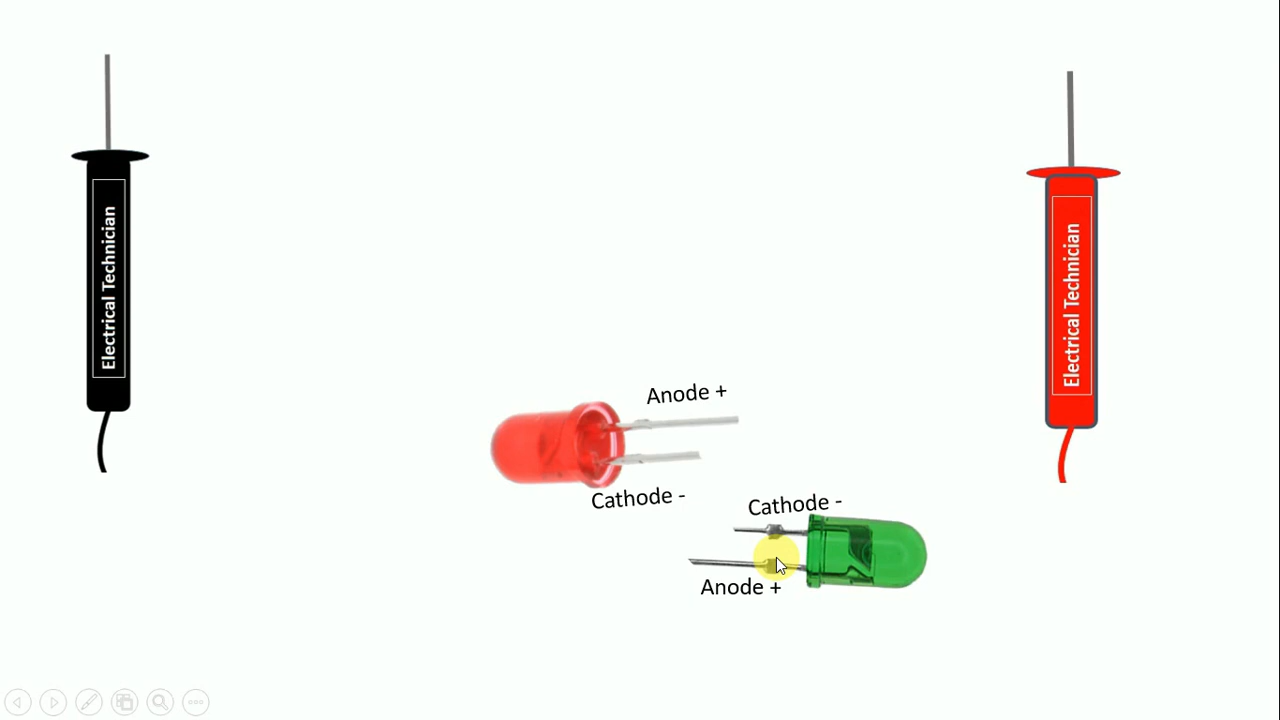 Electrical Technician
Electrical Technician
Anode +
Cathode -
Cathode -
Anode +